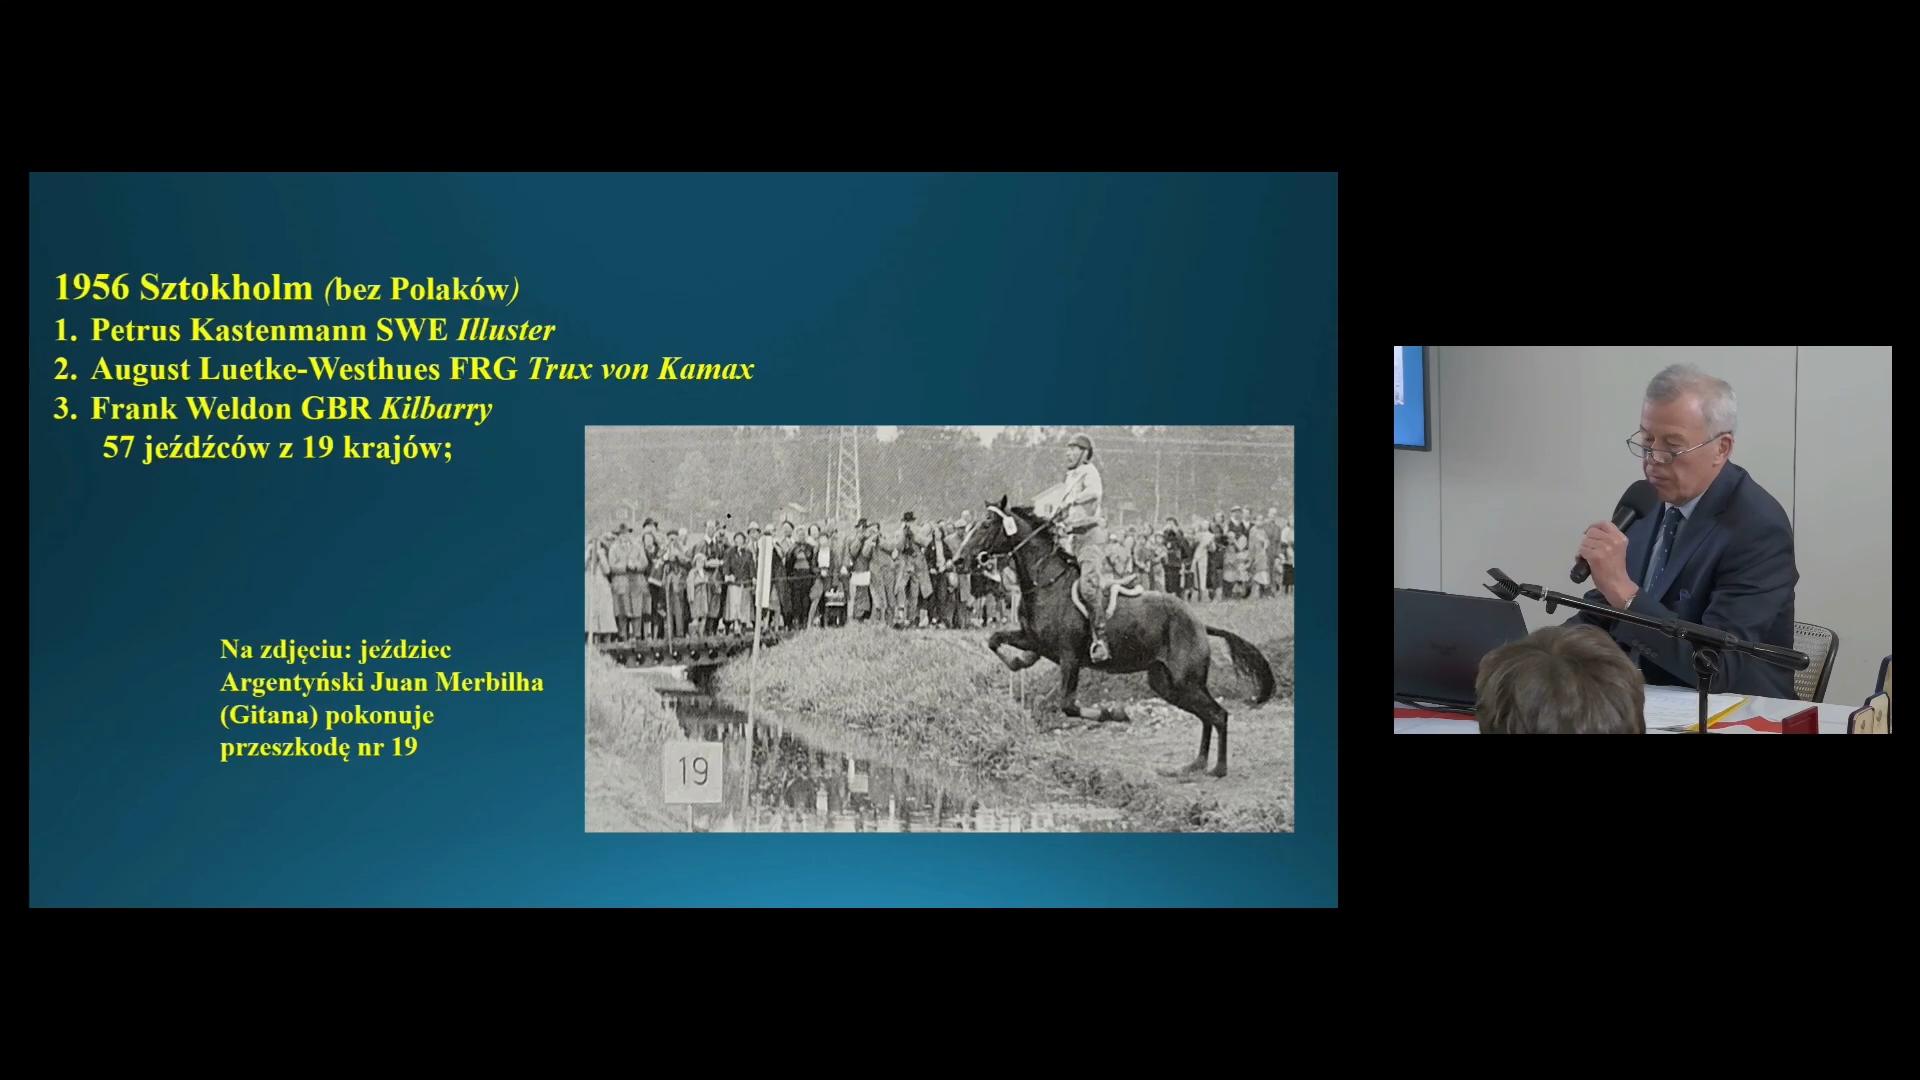 1956 Sztokholm (bez Polaków)
1. Petrus Kastenmann SWE Illuster
2. August Luetke-Westhues FRG Trux von Kamax
3. Frank Weldon GBR Kilbarry
57 jeźdźców z 19 krajów;
Na zdjęciu: jeździec
Argentyński Juan Merbilha
(Gitana) pokonuje
przeszkodę nr 19
19